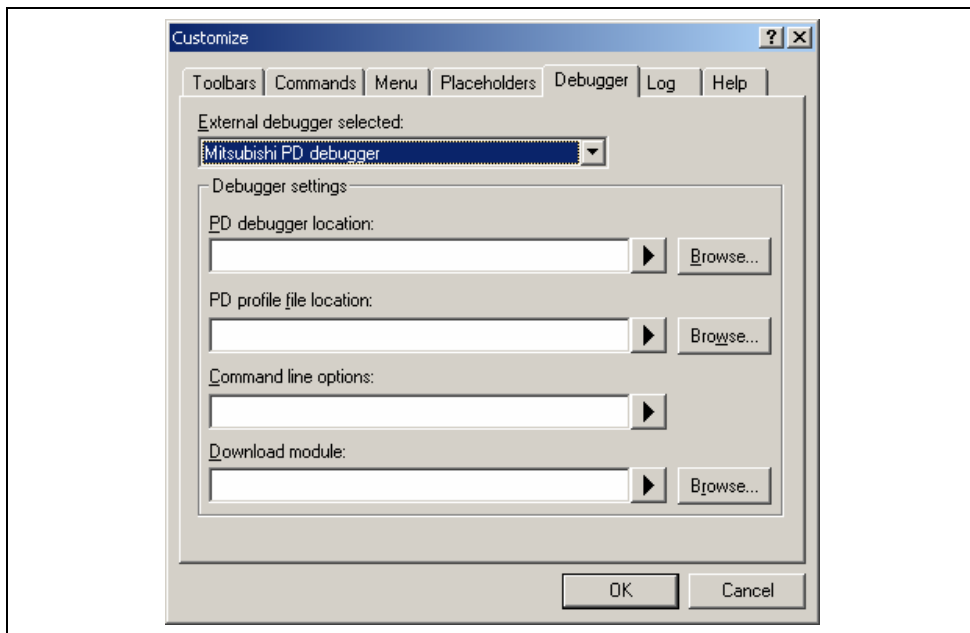 Customize
Toolbars Commands Menu Placeholders Debugger Log Help
External debugger selected:
Mitsubishi PD debugger
Debugger settings
PD debugger location:
Browse...
PD profile file location:
Browse...
Command line options:
Download module:
Browse...
OK Cancel